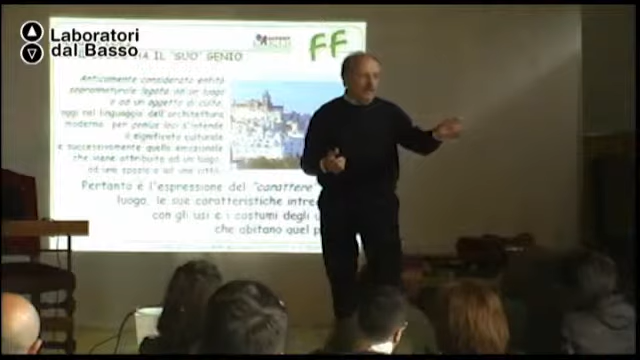 Laboratori
dal Basso
FF
IL "SUO" GENIO
Anticamente considerato entità
soprannaturale legata ad un luogo
o ad un oggetto di culto,
oggi nel linguaggio dell'architettura
moderna, per genius loci s'intende
il significato culturale
e successivamente quello emozionale
che viene attribuito ad un luogo,
ad uno spazio o ad una città.
Pertanto è l'espressione del "carattere
luogo, le sue caratteristiche intre
con gli usi e i costumi degli u
che abitano quel p